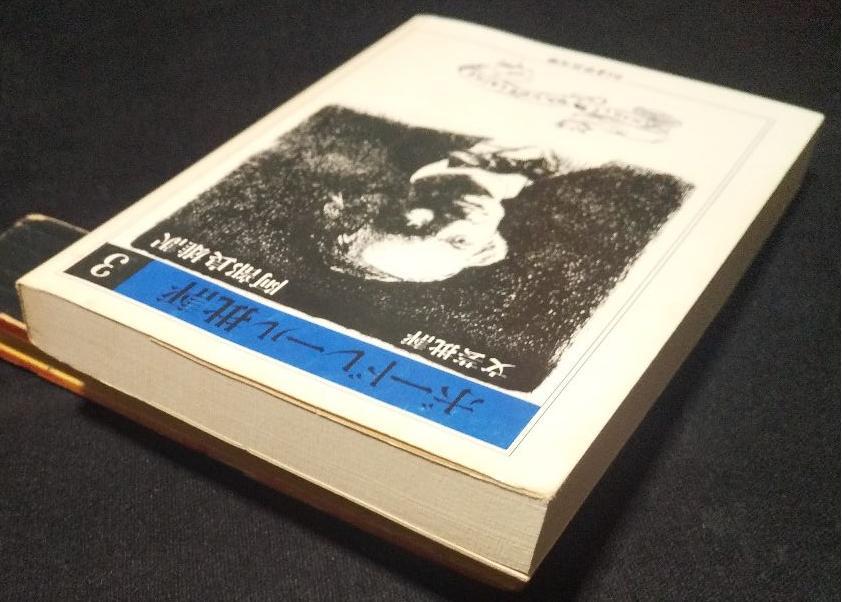 ボードレール批評 3
文芸批評
阿部良雄訳